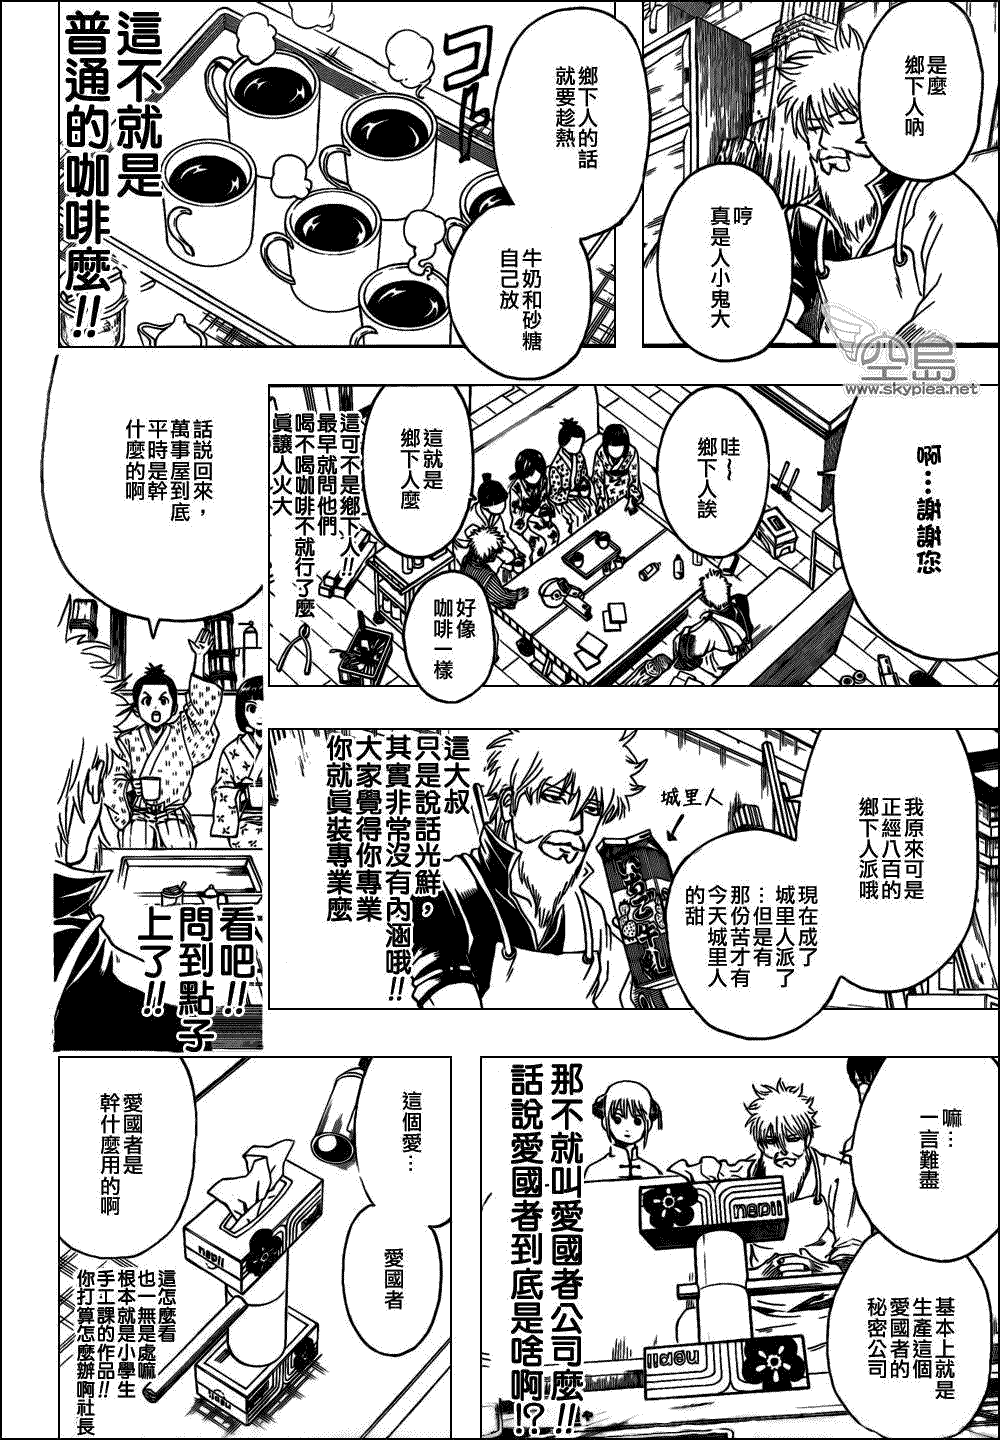 是麼
鄉下人吶
哼
真是人小鬼大
鄉下人的話
就要趁熱
牛奶和砂糖
自己放
這不就是
普通的咖啡麼!!
空島
www.skypiea.net
啊…謝謝您
哇~
鄉下人誒
這就是
鄉下人麼
好像
咖啡一樣
這可不是鄉下人!!
最早就問他們
喝不喝咖啡不就行了麼
真讓人火大
話說回來，
萬事屋到底
平時是幹
什麼的啊
看吧!!
問到點子
上了!!
我原來可是
正經八百的
鄉下人派哦
現在成了
城里人派了
…但是有
那份苦才有
今天城里人
的甜
城里人
這大叔
只是說話光鮮，
其實非常沒有內涵哦!!
大家覺得你專業
你就真裝專業麼
嘛…
一言難盡
基本上就是
生產這個
愛國者的
秘密公司
那不就叫愛國者公司麼!!
話說愛國者到底是啥啊!?
nepii
nepii
這個愛…
愛國者
愛國者是
幹什麼用的啊
這怎麼看
也一無是處嘛
根本就是小學生
手工課的作品!!
你打算怎麼辦啊社長
nepii